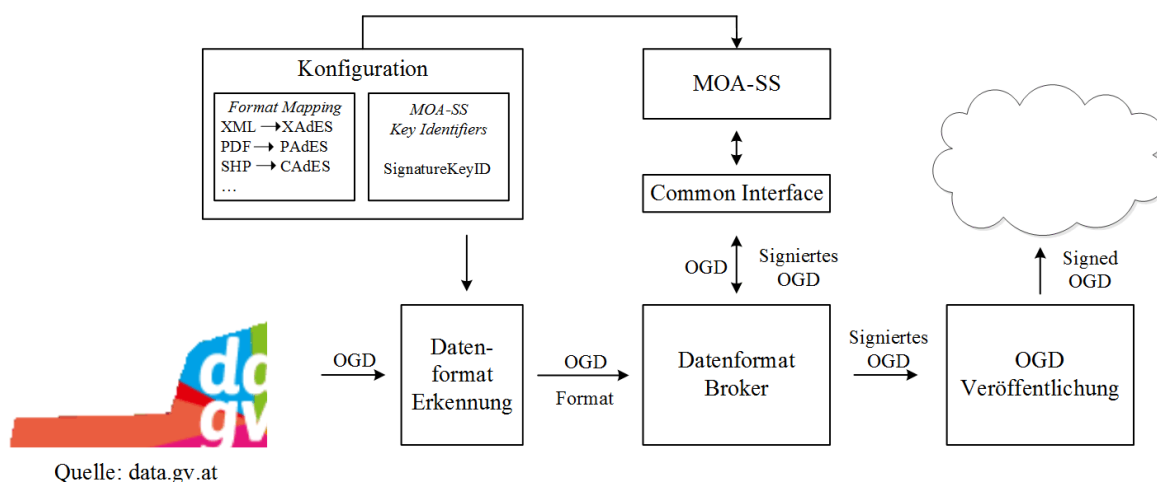 Konfiguration
Format Mapping
XML → XAdES
PDF → PAdES
SHP → CAdES
…
MOA-SS
Key Identifiers
SignatureKeyID
MOA-SS
Common Interface
OGD
Signiertes
OGD
Signed
OGD
OGD
Daten-
format
Erkennung
OGD
Format
Datenformat
Broker
Signiertes
OGD
OGD
Veröffentlichung
Quelle: data.gv.at